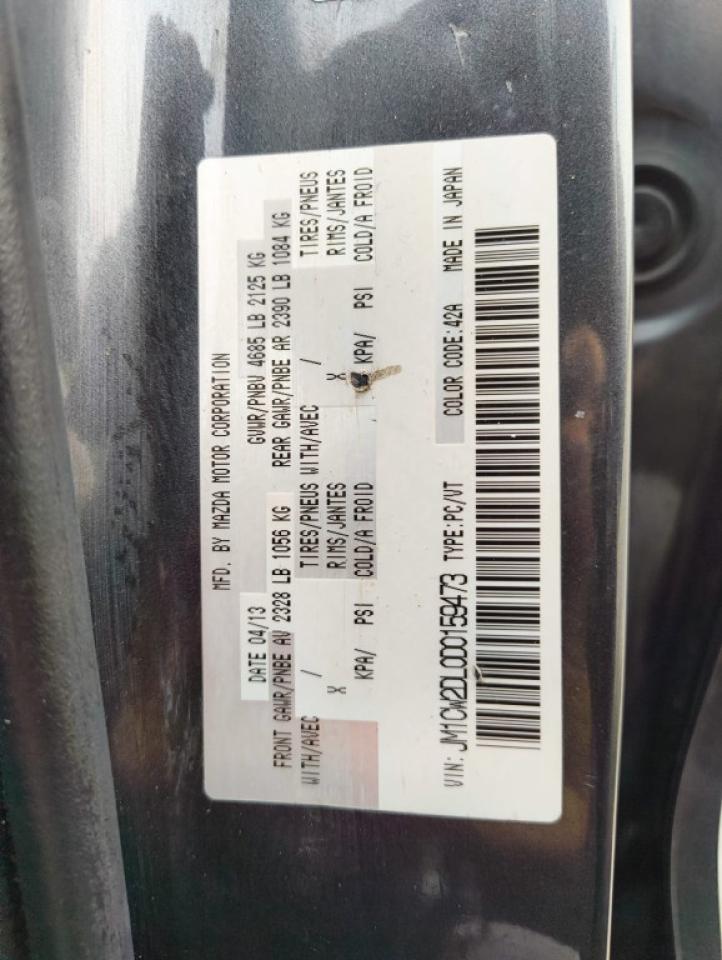 MFD. BY MAZDA MOTOR CORPORATION
DATE 04/13 GVWR/PNBV 4685 LB 2125 KG
FRONT GAWR/PNBE AV 2328 LB 1056 KG REAR GAWR/PNBE AR 2390 LB 1084 KG
WITH/AVEC / TIRES/PNEUS WITH/AVEC / TIRES/PNEUS
X RIMS/JANTES X RIMS/JANTES
KPA/ PSI COLD/A FROID KPA/ PSI COLD/A FROID
VIN:JM1CW2DL0D0159473 TYPE:PC/VT COLOR CODE:42A MADE IN JAPAN